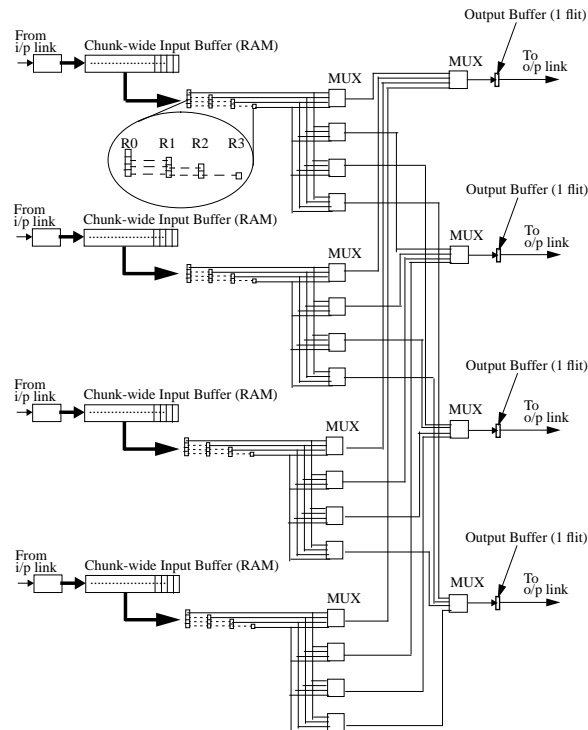 From
i/p link
Chunk-wide Input Buffer (RAM)
MUX
MUX
Output Buffer (1 flit)
To
o/p link
R0 R1 R2 R3
From
i/p link
Chunk-wide Input Buffer (RAM)
MUX
MUX
Output Buffer (1 flit)
To
o/p link
From
i/p link
Chunk-wide Input Buffer (RAM)
MUX
MUX
Output Buffer (1 flit)
To
o/p link
From
i/p link
Chunk-wide Input Buffer (RAM)
MUX
MUX
Output Buffer (1 flit)
To
o/p link